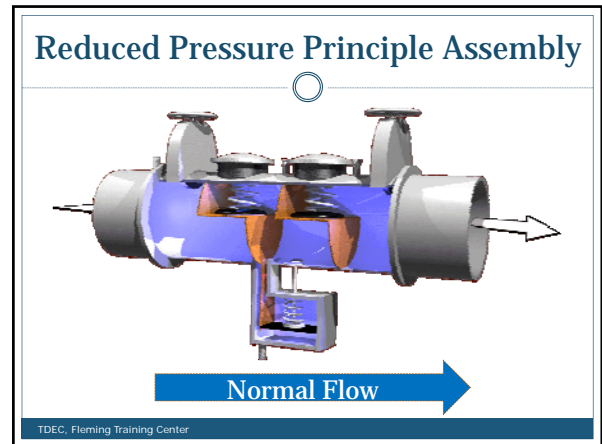 Reduced Pressure Principle Assembly
Normal Flow
TDEC, Fleming Training Center